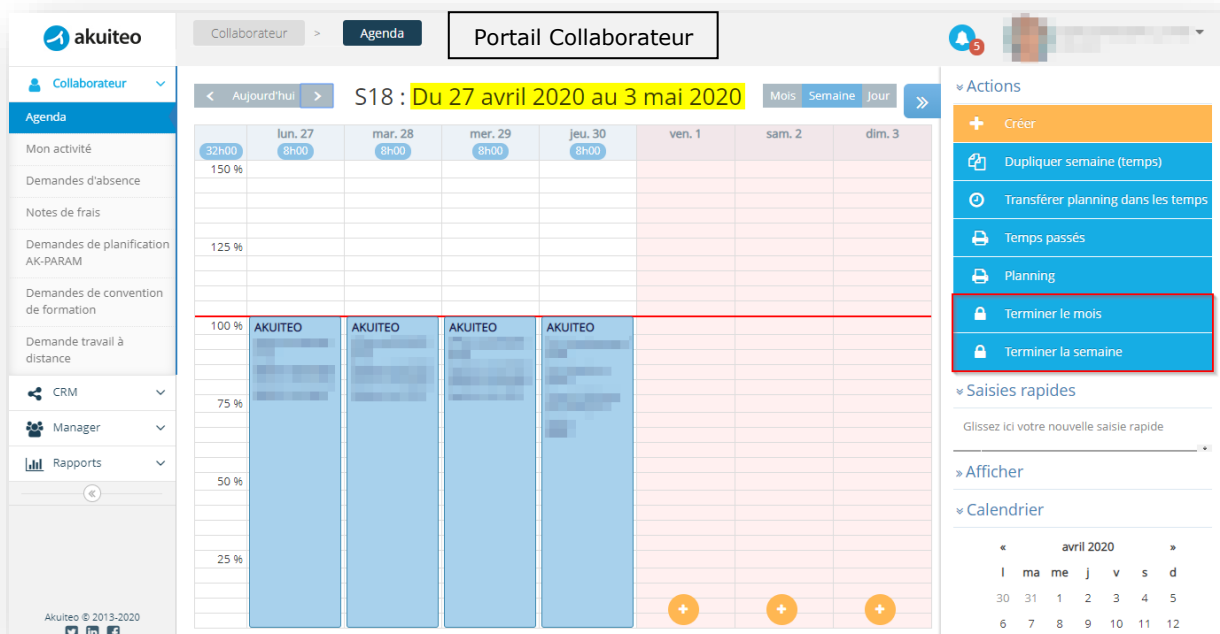 akuiteo
Collaborateur > Agenda
Portail Collaborateur
5
Collaborateur
Agenda
Mon activité
Demandes d'absence
Notes de frais
Demandes de planification
AK-PARAM
Demandes de convention
de formation
Demande travail à
distance
CRM
Manager
Rapports
Akuiteo © 2013-2020
< Aujourd'hui >
S18 : Du 27 avril 2020 au 3 mai 2020
Mois Semaine Jour
lun. 27 mar. 28 mer. 29 jeu. 30 ven. 1 sam. 2 dim. 3
32h00 8h00 8h00 8h00 8h00
150 %
125 %
100 % AKUITEO AKUITEO AKUITEO AKUITEO
75 %
50 %
25 %
Actions
Créer
Dupliquer semaine (temps)
Transférer planning dans les temps
Temps passés
Planning
Terminer le mois
Terminer la semaine
Saisies rapides
Glissez ici votre nouvelle saisie rapide
Afficher
Calendrier
« avril 2020 »
l ma me j v s d
30 31 1 2 3 4 5
6 7 8 9 10 11 12